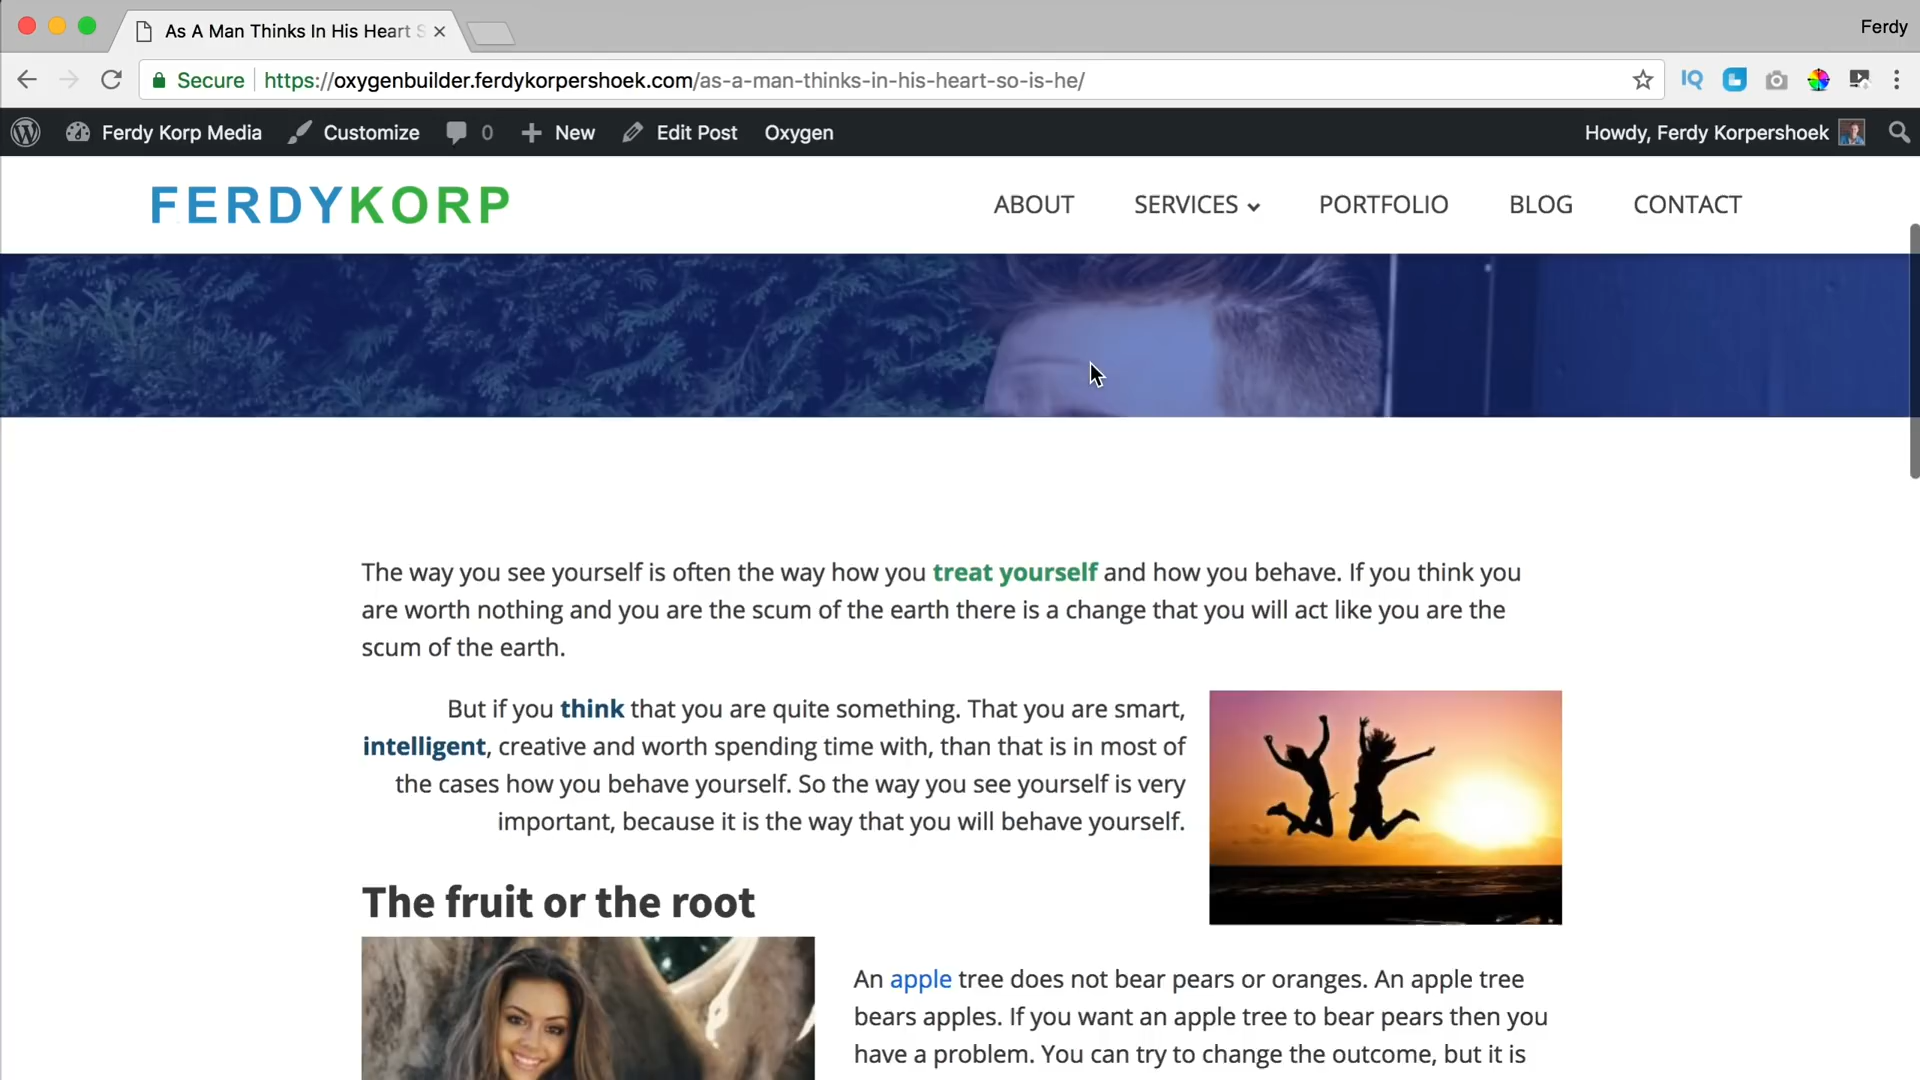 As A Man Thinks In His Heart S
Ferdy
Secure https://oxygenbuilder.ferdykorpershoek.com/as-a-man-thinks-in-his-heart-so-is-he/
Ferdy Korp Media Customize 0 New Edit Post Oxygen Howdy, Ferdy Korpershoek
FERDYKORP
ABOUT SERVICES PORTFOLIO BLOG CONTACT
The way you see yourself is often the way how you treat yourself and how you behave. If you think you
are worth nothing and you are the scum of the earth there is a change that you will act like you are the
scum of the earth.
But if you think that you are quite something. That you are smart,
intelligent, creative and worth spending time with, than that is in most of
the cases how you behave yourself. So the way you see yourself is very
important, because it is the way that you will behave yourself.
The fruit or the root
An apple tree does not bear pears or oranges. An apple tree
bears apples. If you want an apple tree to bear pears then you
have a problem. You can try to change the outcome, but it is